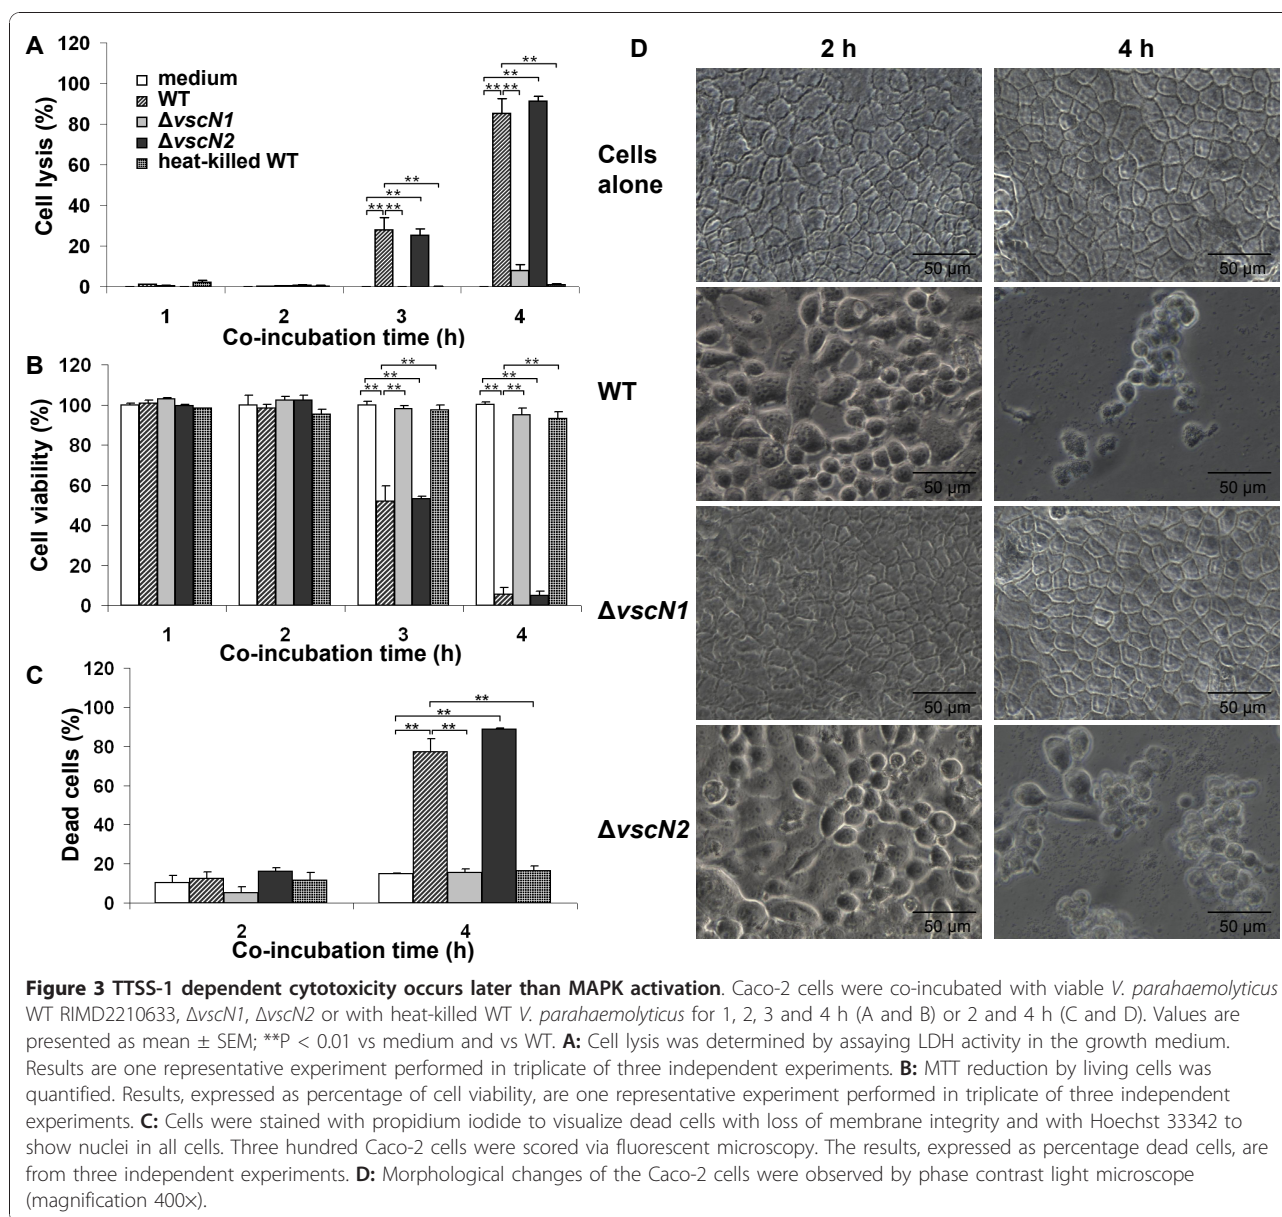 A
120
100
80
60
40
20
0
Cell lysis (%)
medium
WT
ΔvscN1
ΔvscN2
heat-killed WT
** **
**
**
** **
**
**
1 2 3 4
Co-incubation time (h)
B
120
100
80
60
40
20
0
Cell viability (%)
** **
**
**
** **
**
**
1 2 3 4
Co-incubation time (h)
C
120
100
80
60
40
20
0
Dead cells (%)
** **
**
**
2 4
Co-incubation time (h)
D
2 h 4 h
Cells
alone
50 µm 50 µm
WT
50 µm 50 µm
ΔvscN1
50 µm 50 µm
ΔvscN2
50 µm 50 µm
Figure 3 TTSS-1 dependent cytotoxicity occurs later than MAPK activation. Caco-2 cells were co-incubated with viable V. parahaemolyticus
WT RIMD2210633, ΔvscN1, ΔvscN2 or with heat-killed WT V. parahaemolyticus for 1, 2, 3 and 4 h (A and B) or 2 and 4 h (C and D). Values are
presented as mean ± SEM; **P < 0.01 vs medium and vs WT. A: Cell lysis was determined by assaying LDH activity in the growth medium.
Results are one representative experiment performed in triplicate of three independent experiments. B: MTT reduction by living cells was
quantified. Results, expressed as percentage of cell viability, are one representative experiment performed in triplicate of three independent
experiments. C: Cells were stained with propidium iodide to visualize dead cells with loss of membrane integrity and with Hoechst 33342 to
show nuclei in all cells. Three hundred Caco-2 cells were scored via fluorescent microscopy. The results, expressed as percentage dead cells, are
from three independent experiments. D: Morphological changes of the Caco-2 cells were observed by phase contrast light microscope
(magnification 400×).